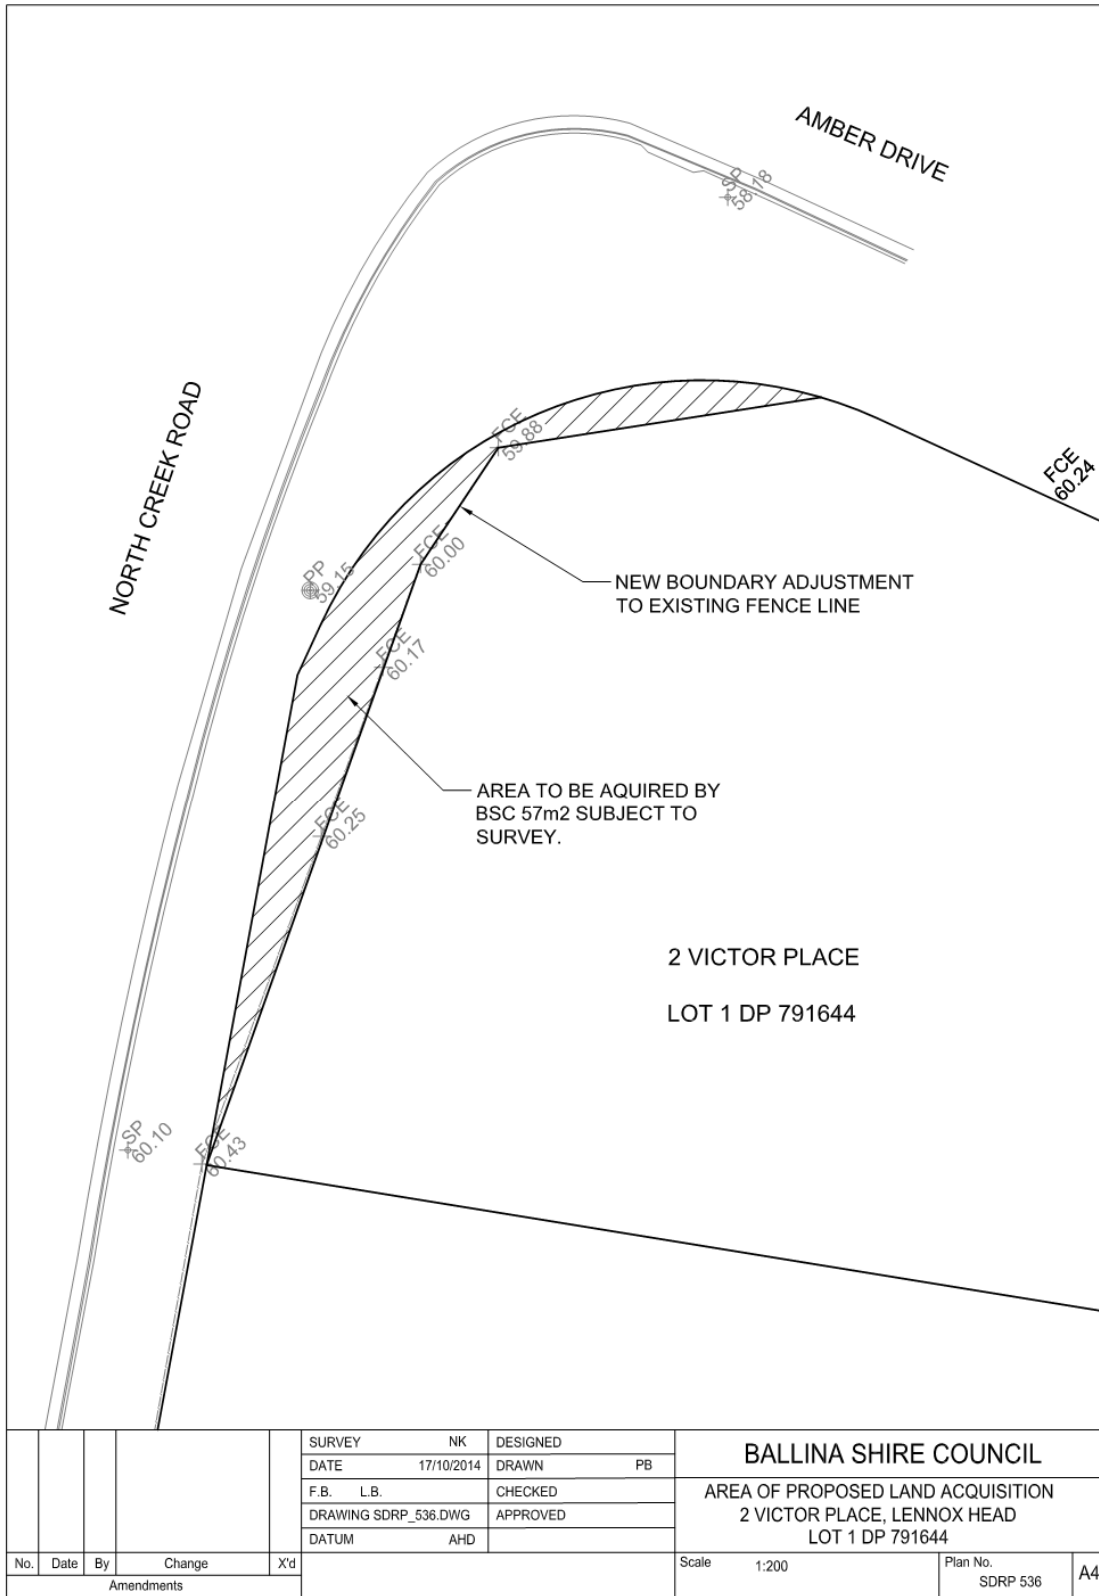 AMBER DRIVE
SP
58.18
NORTH CREEK ROAD
FCE
59.88
FCE
60.24
FCE
60.00
PP
59.15
NEW BOUNDARY ADJUSTMENT
TO EXISTING FENCE LINE
FCE
60.17
AREA TO BE AQUIRED BY
BSC 57m2 SUBJECT TO
SURVEY.
FCE
60.25
2 VICTOR PLACE
LOT 1 DP 791644
SP
60.10
FCE
60.43
SURVEY NK DESIGNED
DATE 17/10/2014 DRAWN PB
F.B. L.B. CHECKED
DRAWING SDRP_536.DWG APPROVED
DATUM AHD
BALLINA SHIRE COUNCIL
AREA OF PROPOSED LAND ACQUISITION
2 VICTOR PLACE, LENNOX HEAD
LOT 1 DP 791644
No. Date By Change X'd
Amendments
Scale 1:200
Plan No.
SDRP 536
A4